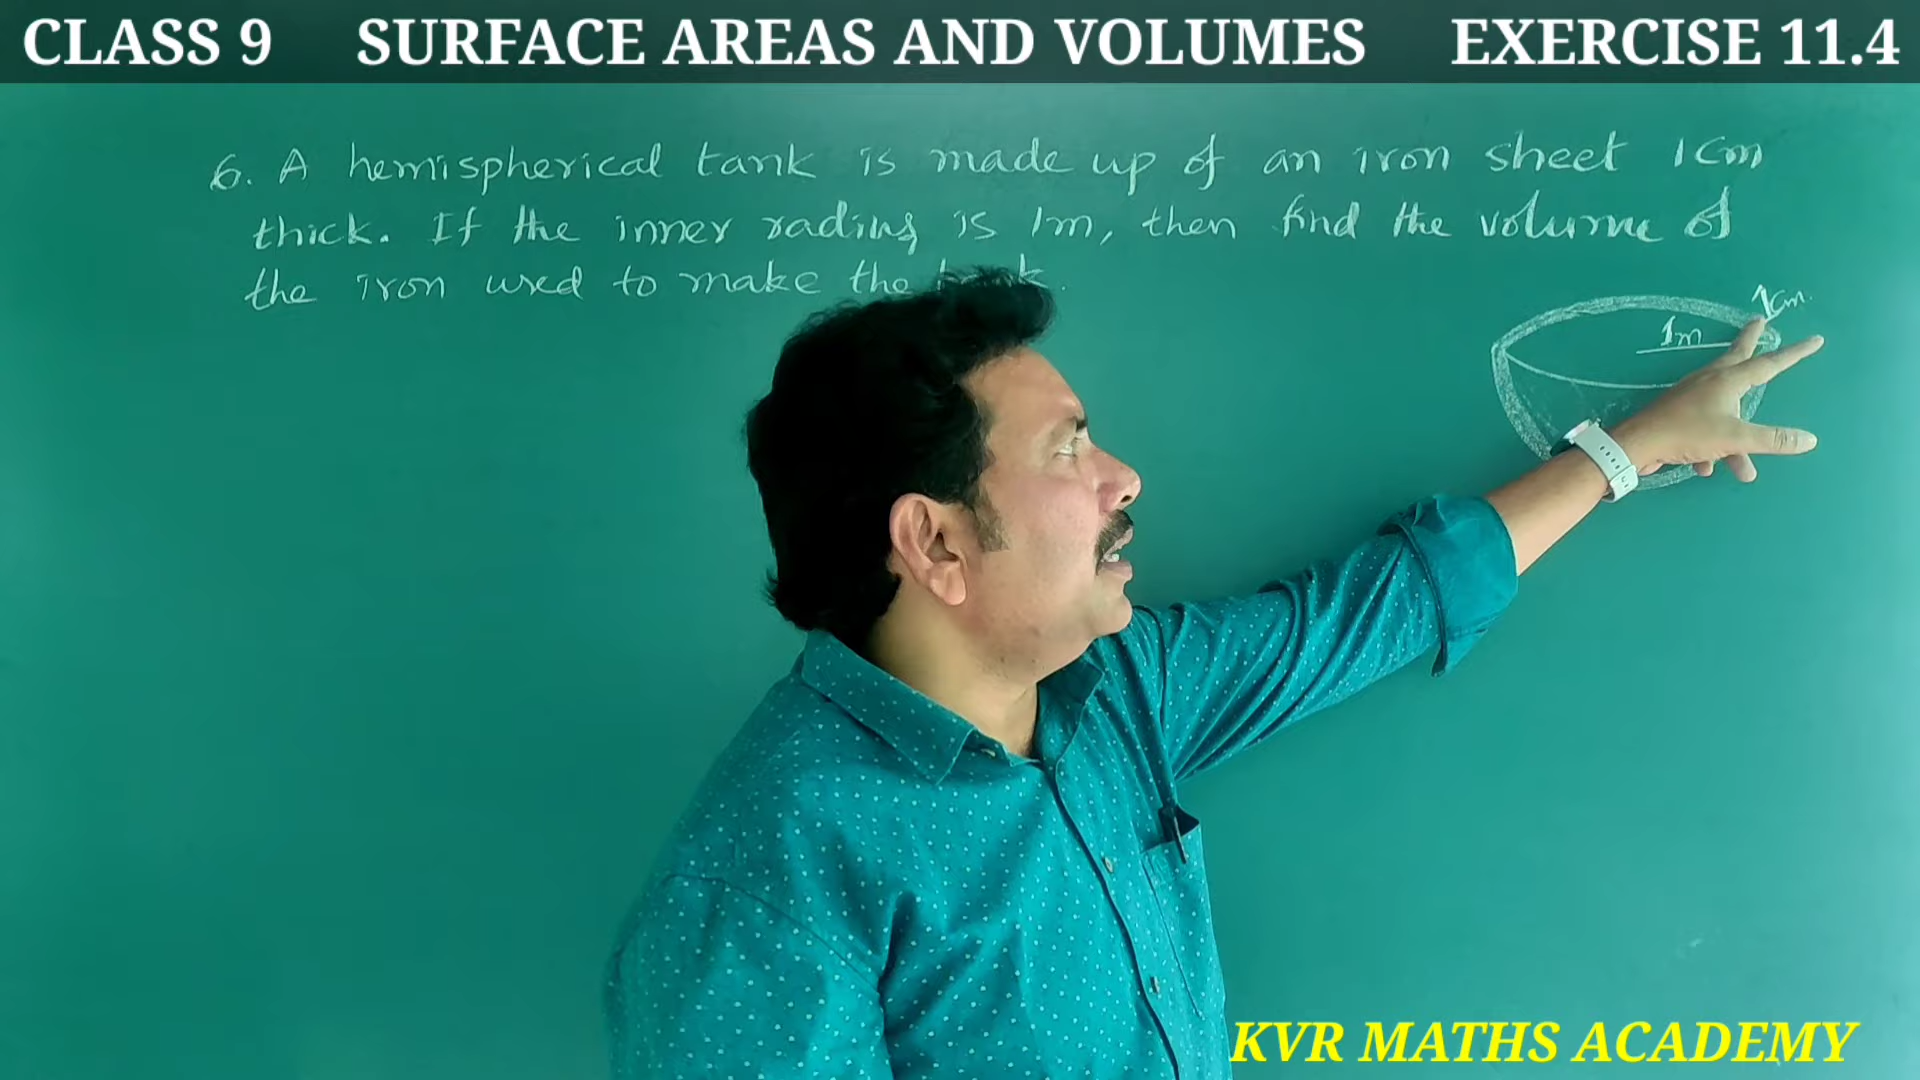 CLASS 9 SURFACE AREAS AND VOLUMES EXERCISE 11.4
6. A hemispherical tank is made up of an iron sheet 1cm
thick. If the inner radius is 1m, then find the volume of
the iron used to make the
1cm
1m
KVR MATHS ACADEMY